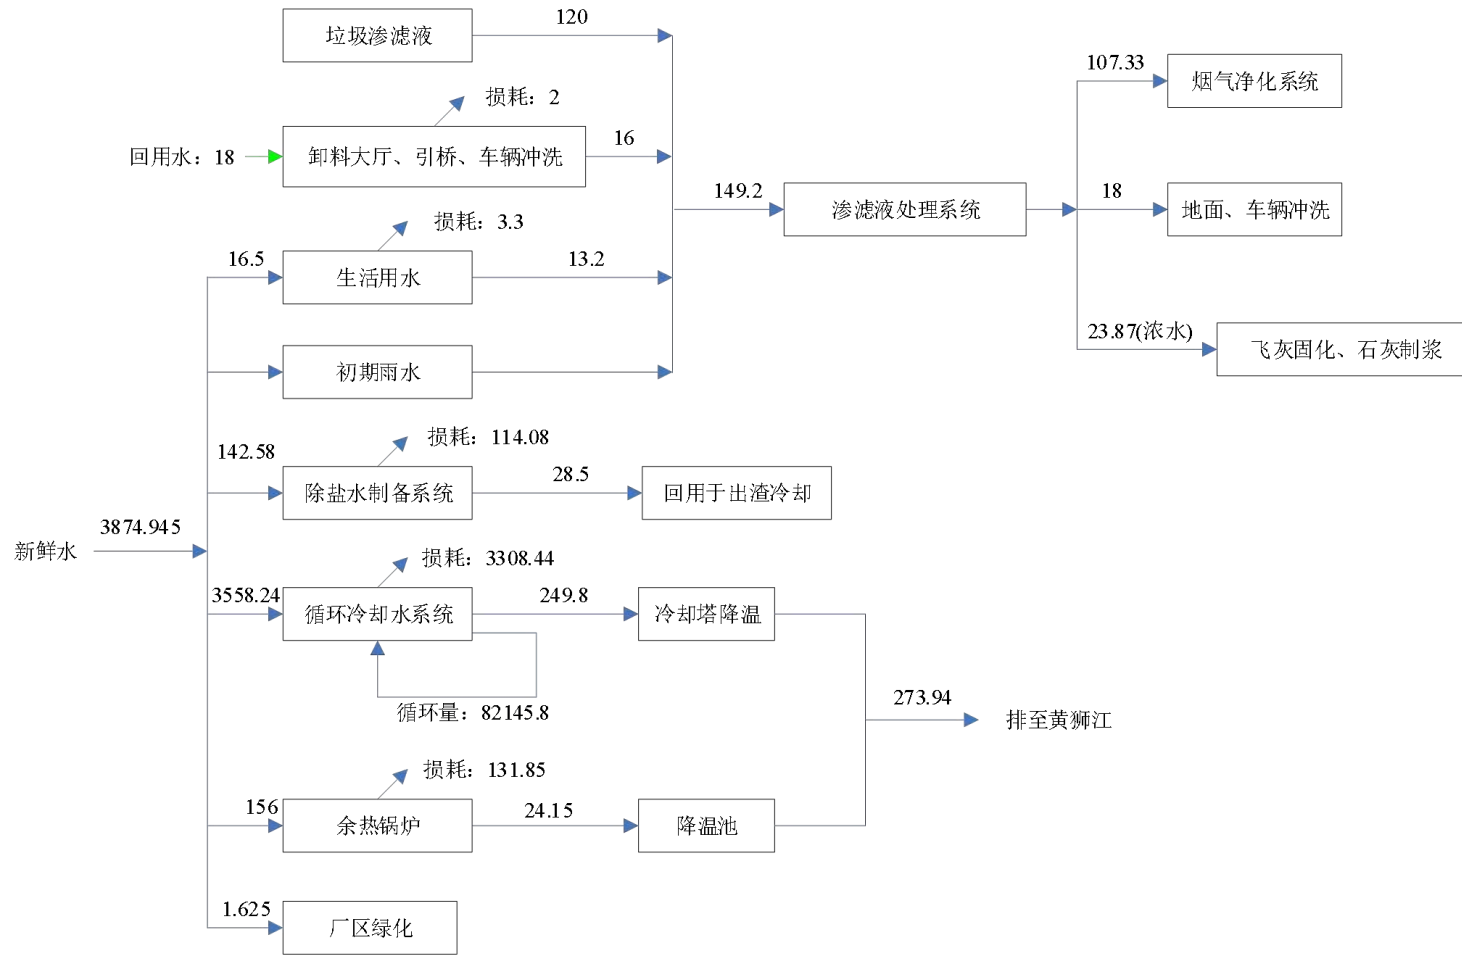 120
垃圾渗滤液
107.33
烟气净化系统
损耗：2
回用水：18
卸料大厅、引桥、车辆冲洗
16
149.2
渗滤液处理系统
18
地面、车辆冲洗
损耗：3.3
16.5
生活用水
13.2
23.87(浓水)
飞灰固化、石灰制浆
初期雨水
损耗：114.08
142.58
除盐水制备系统
28.5
回用于出渣冷却
3874.945
新鲜水
损耗：3308.44
3558.24
循环冷却水系统
249.8
冷却塔降温
循环量：82145.8
273.94
排至黄狮江
损耗：131.85
156
余热锅炉
24.15
降温池
1.625
厂区绿化